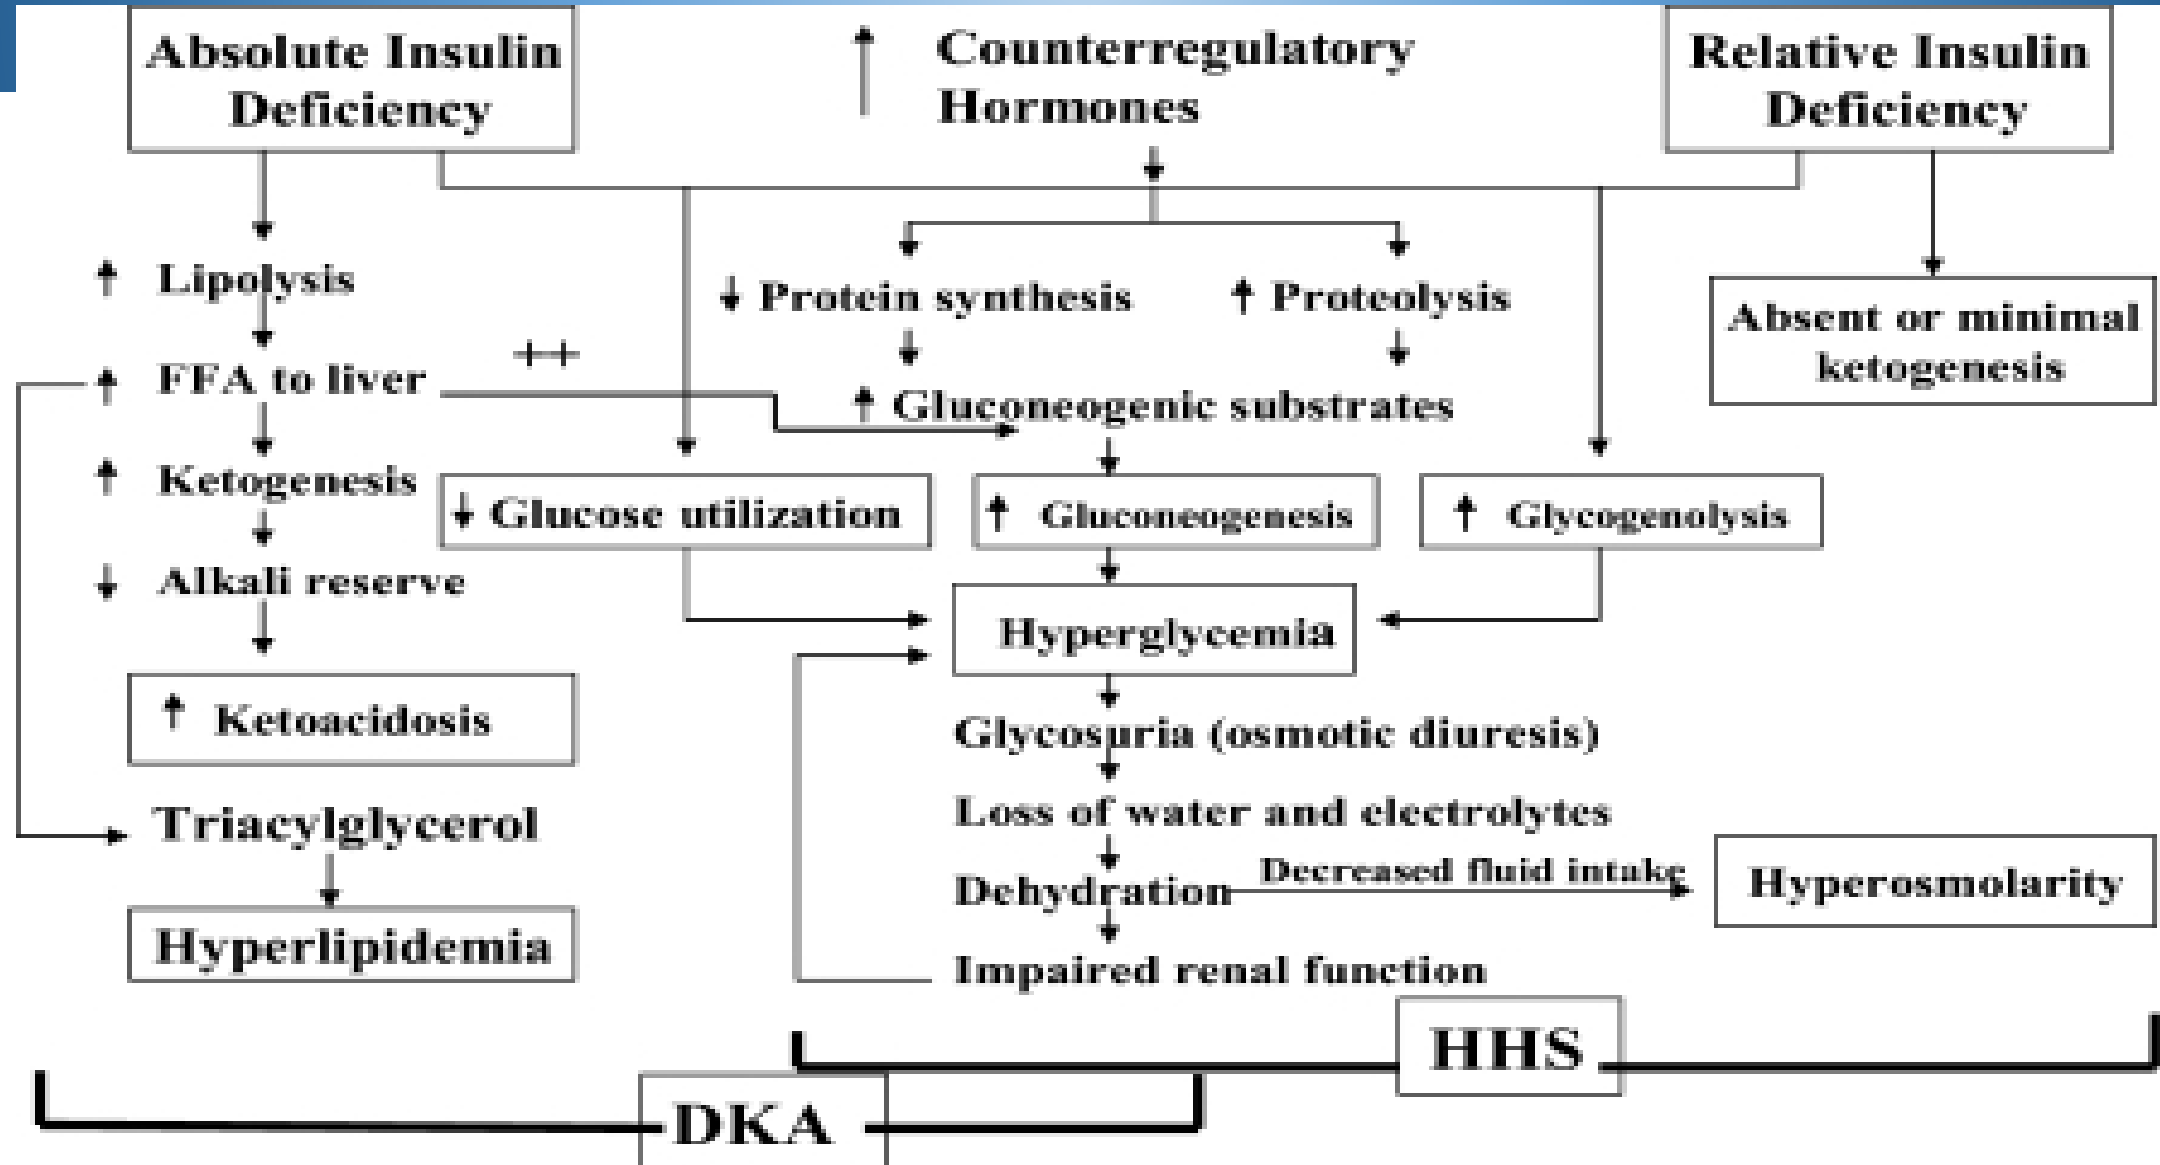 Absolute Insulin
Deficiency
↑ Counterregulatory
Hormones
Relative Insulin
Deficiency
↑ Lipolysis
↓ Protein synthesis
↑ Proteolysis
Absent or minimal
ketogenesis
++
↑ FFA to liver
↑ Gluconeogenic substrates
↑ Ketogenesis
↓ Glucose utilization
↑ Gluconeogenesis
↑ Glycogenolysis
↓ Alkali reserve
Hyperglycemia
↑ Ketoacidosis
Glycosuria (osmotic diuresis)
Triacylglycerol
Loss of water and electrolytes
Dehydration
Decreased fluid intake
Hyperosmolarity
Hyperlipidemia
Impaired renal function
HHS
DKA